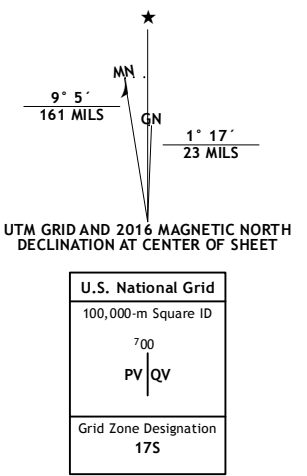 ★
MN
GN
9° 5´
161 MILS
1° 17´
23 MILS
UTM GRID AND 2016 MAGNETIC NORTH
DECLINATION AT CENTER OF SHEET
U.S. National Grid
100,000-m Square ID
⁷00
PV QV
Grid Zone Designation
17S